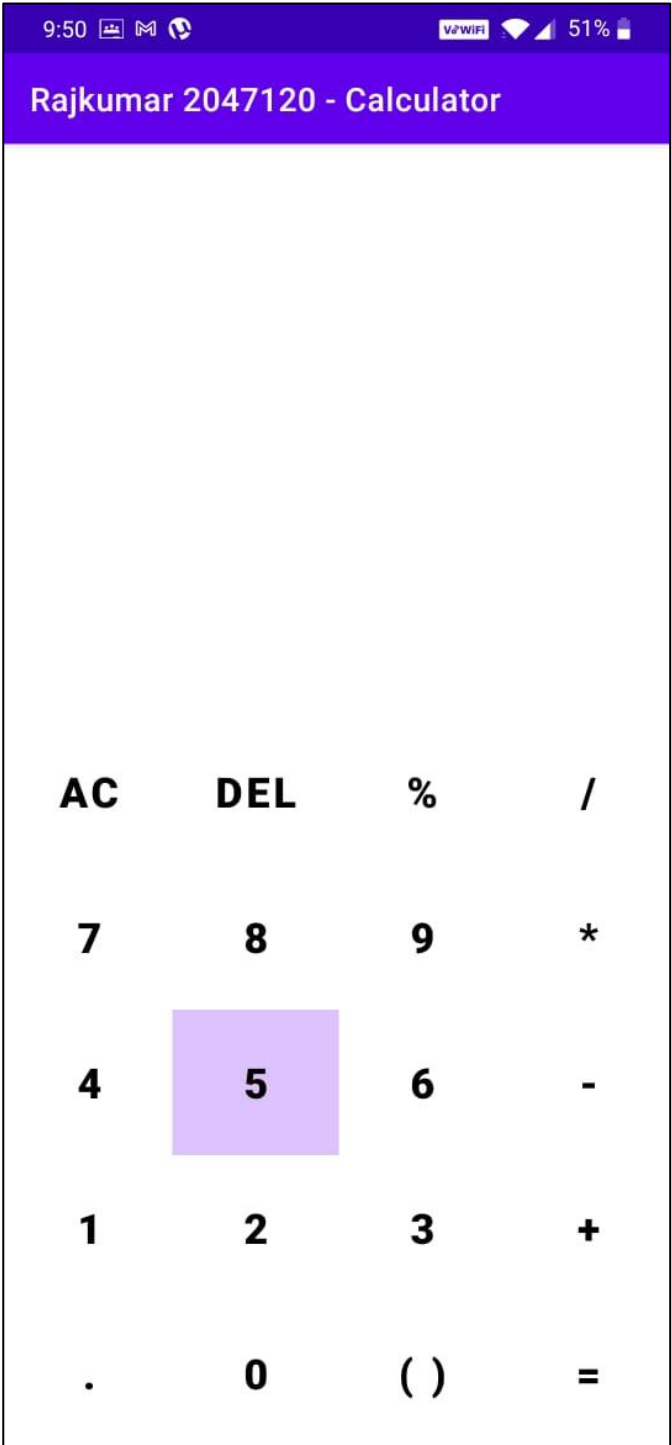 9:50 VoWiFi 51%
Rajkumar 2047120 - Calculator
AC DEL % /
7 8 9 *
4 5 6 -
1 2 3 +
. 0 ( ) =